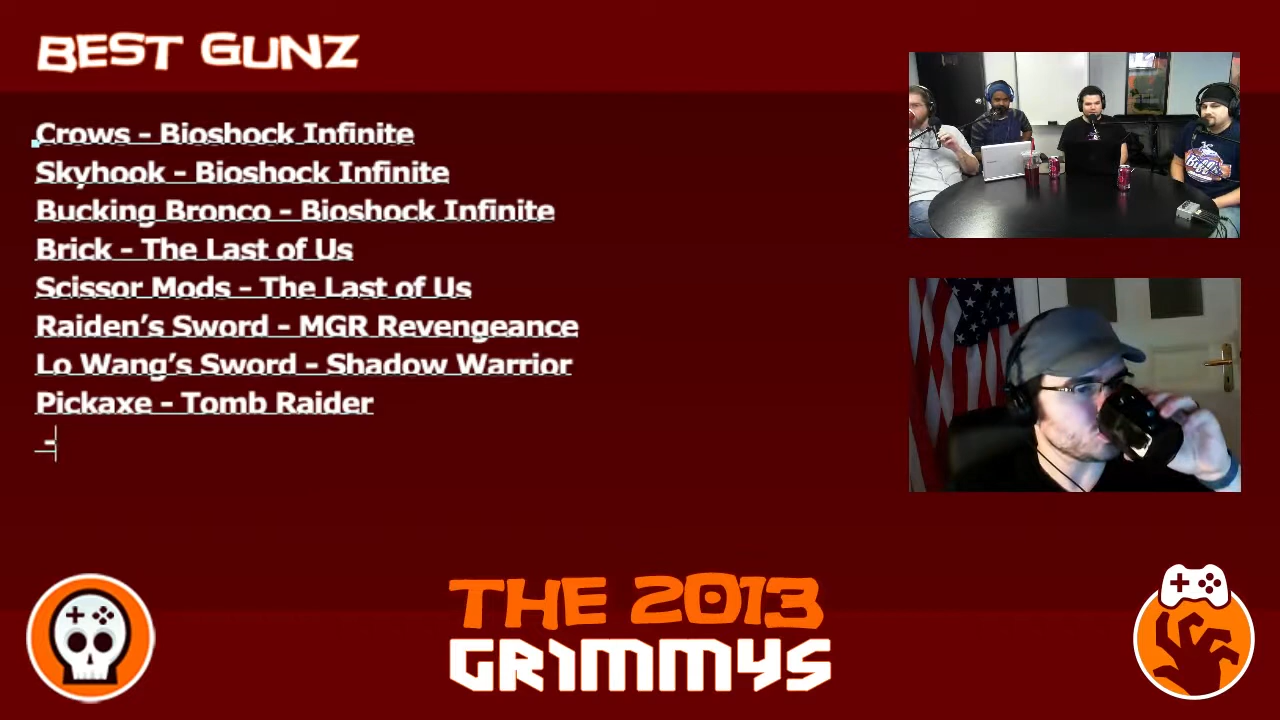 BEST GUNZ
Crows - Bioshock Infinite
Skyhook - Bioshock Infinite
Bucking Bronco - Bioshock Infinite
Brick - The Last of Us
Scissor Mods - The Last of Us
Raiden’s Sword - MGR Revengeance
Lo Wang’s Sword - Shadow Warrior
Pickaxe - Tomb Raider
-
THE 2013
GR1MM4S